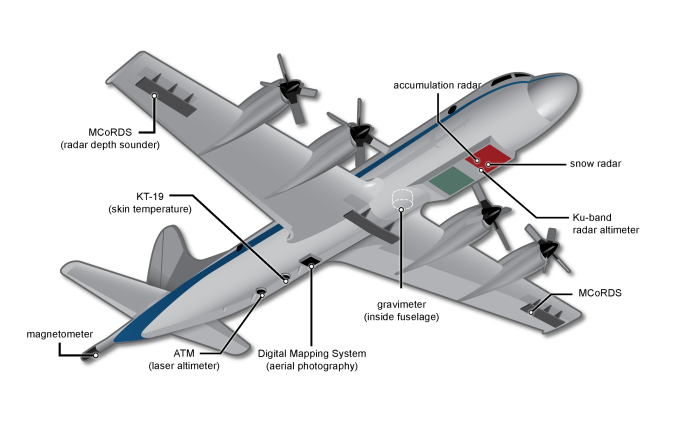 accumulation radar
MCoRDS
(radar depth sounder)
snow radar
KT-19
(skin temperature)
Ku-band
radar altimeter
MCoRDS
gravimeter
(inside fuselage)
magnetometer
ATM
(laser altimeter)
Digital Mapping System
(aerial photography)